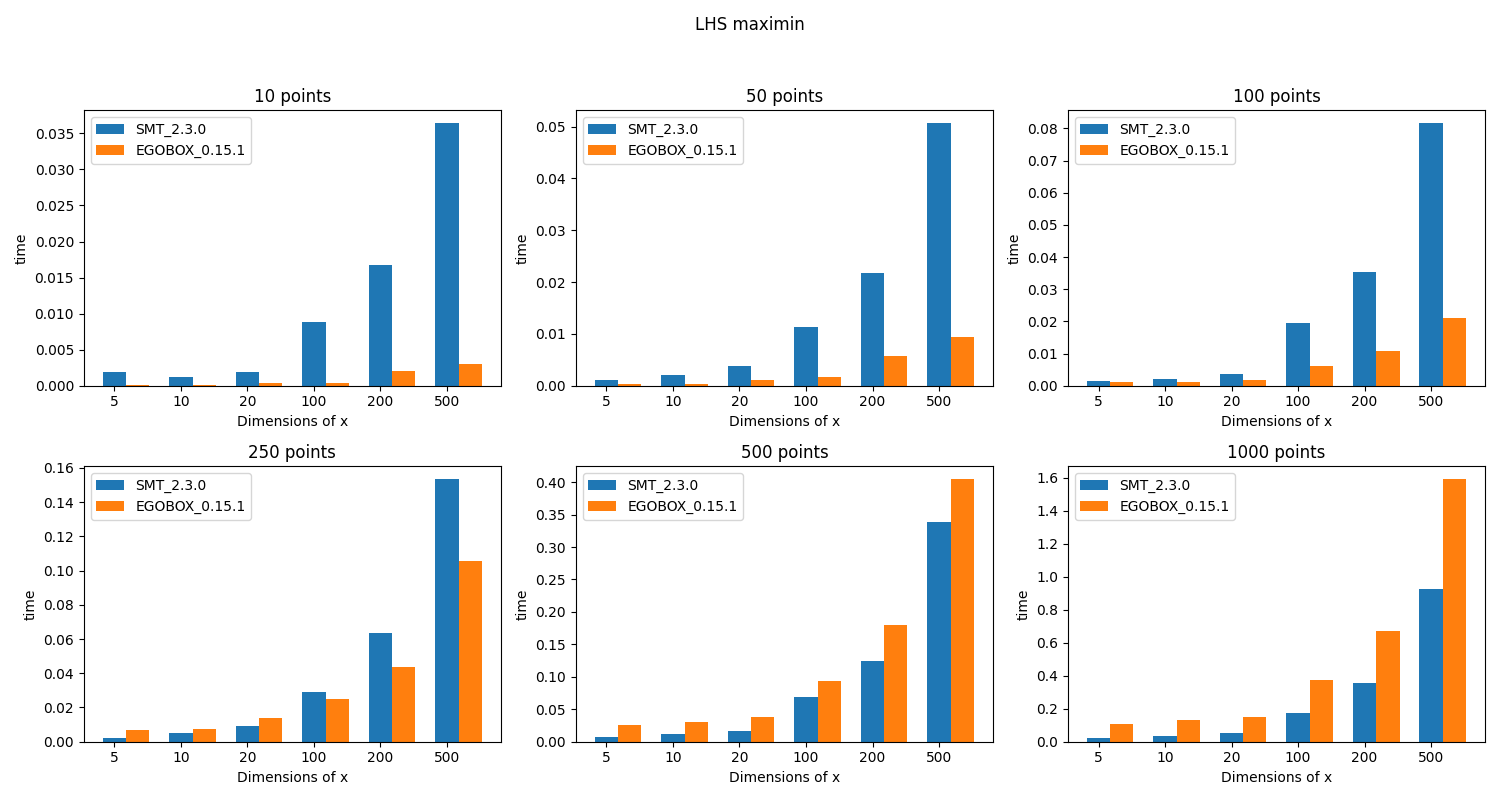 LHS maximin
10 points
SMT_2.3.0
EGOBOX_0.15.1
time
0.035
0.030
0.025
0.020
0.015
0.010
0.005
0.000
5 10 20 100 200 500
Dimensions of x
50 points
SMT_2.3.0
EGOBOX_0.15.1
time
0.05
0.04
0.03
0.02
0.01
0.00
5 10 20 100 200 500
Dimensions of x
100 points
SMT_2.3.0
EGOBOX_0.15.1
time
0.08
0.07
0.06
0.05
0.04
0.03
0.02
0.01
0.00
5 10 20 100 200 500
Dimensions of x
250 points
SMT_2.3.0
EGOBOX_0.15.1
time
0.16
0.14
0.12
0.10
0.08
0.06
0.04
0.02
0.00
5 10 20 100 200 500
Dimensions of x
500 points
SMT_2.3.0
EGOBOX_0.15.1
time
0.40
0.35
0.30
0.25
0.20
0.15
0.10
0.05
0.00
5 10 20 100 200 500
Dimensions of x
1000 points
SMT_2.3.0
EGOBOX_0.15.1
time
1.6
1.4
1.2
1.0
0.8
0.6
0.4
0.2
0.0
5 10 20 100 200 500
Dimensions of x